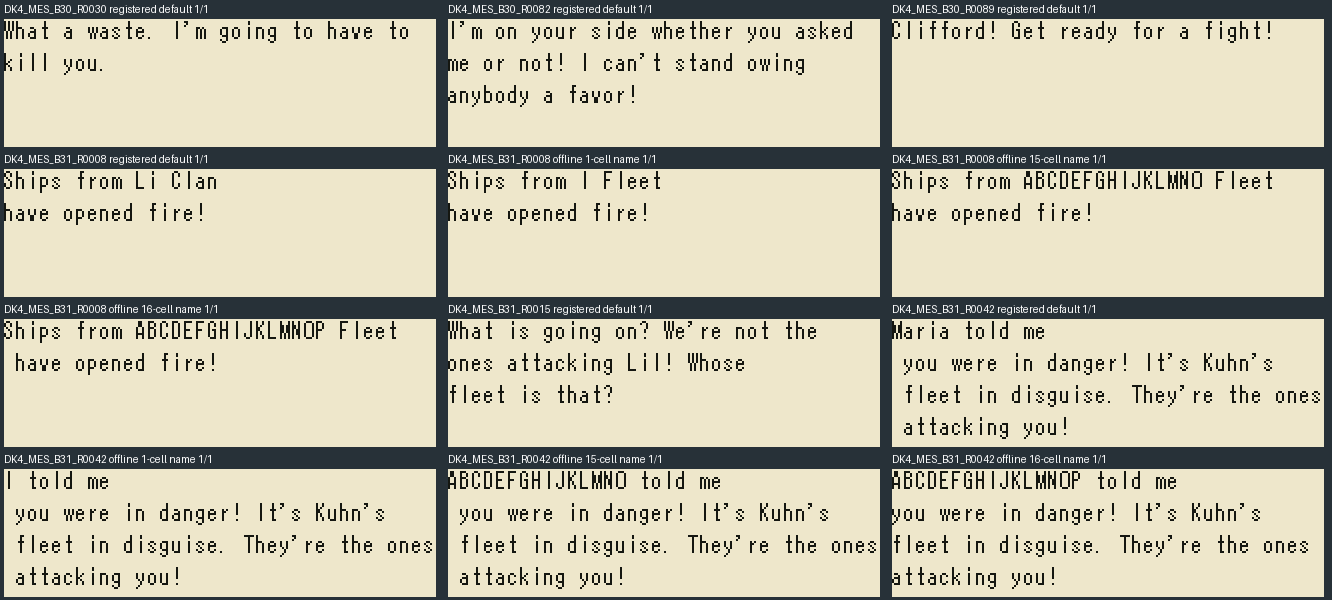 DK4_MES_B30_R0030 registered default 1/1
What a waste. I'm going to have to
kill you.
DK4_MES_B30_R0082 registered default 1/1
I'm on your side whether you asked
me or not! I can't stand owing
anybody a favor!
DK4_MES_B30_R0089 registered default 1/1
Clifford! Get ready for a fight!
DK4_MES_B31_R0008 registered default 1/1
Ships from Li Clan
have opened fire!
DK4_MES_B31_R0008 offline 1-cell name 1/1
Ships from I Fleet
have opened fire!
DK4_MES_B31_R0008 offline 15-cell name 1/1
Ships from ABCDEFGHIJKLMNO Fleet
have opened fire!
DK4_MES_B31_R0008 offline 16-cell name 1/1
Ships from ABCDEFGHIJKLMNOP Fleet
have opened fire!
DK4_MES_B31_R0015 registered default 1/1
What is going on? We're not the
ones attacking Lil! Whose
fleet is that?
DK4_MES_B31_R0042 registered default 1/1
Maria told me
you were in danger! It's Kuhn's
fleet in disguise. They're the ones
attacking you!
DK4_MES_B31_R0042 offline 1-cell name 1/1
I told me
you were in danger! It's Kuhn's
fleet in disguise. They're the ones
attacking you!
DK4_MES_B31_R0042 offline 15-cell name 1/1
ABCDEFGHIJKLMNO told me
you were in danger! It's Kuhn's
fleet in disguise. They're the ones
attacking you!
DK4_MES_B31_R0042 offline 16-cell name 1/1
ABCDEFGHIJKLMNOP told me
you were in danger! It's Kuhn's
fleet in disguise. They're the ones
attacking you!